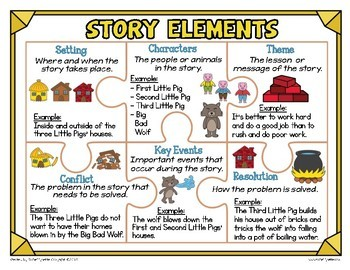 STORY ELEMENTS
Setting
Where and when the
story takes place.
Example:
Inside and outside of the
three Little Pigs' houses.
Characters
The people or animals
in the story.
Example:
- First Little Pig
- Second Little Pig
- Third Little Pig
- Big
Bad
Wolf
Theme
The lesson or
message of the story.
Example:
It's better to work hard
and do a good job than to
rush and do poor work.
Conflict
The problem in the story that
needs to be solved.
Example:
The Three Little Pigs do
not want to have their homes
blown in by the Big Bad Wolf.
Key Events
Important events that
occur during the story.
Example:
The wolf blows down the
First and Second Little Pigs'
houses.
Resolution
How the problem is solved.
Example:
The Third Little Pig builds
his house out of bricks and
tricks the wolf into falling
into a pot of boiling water.